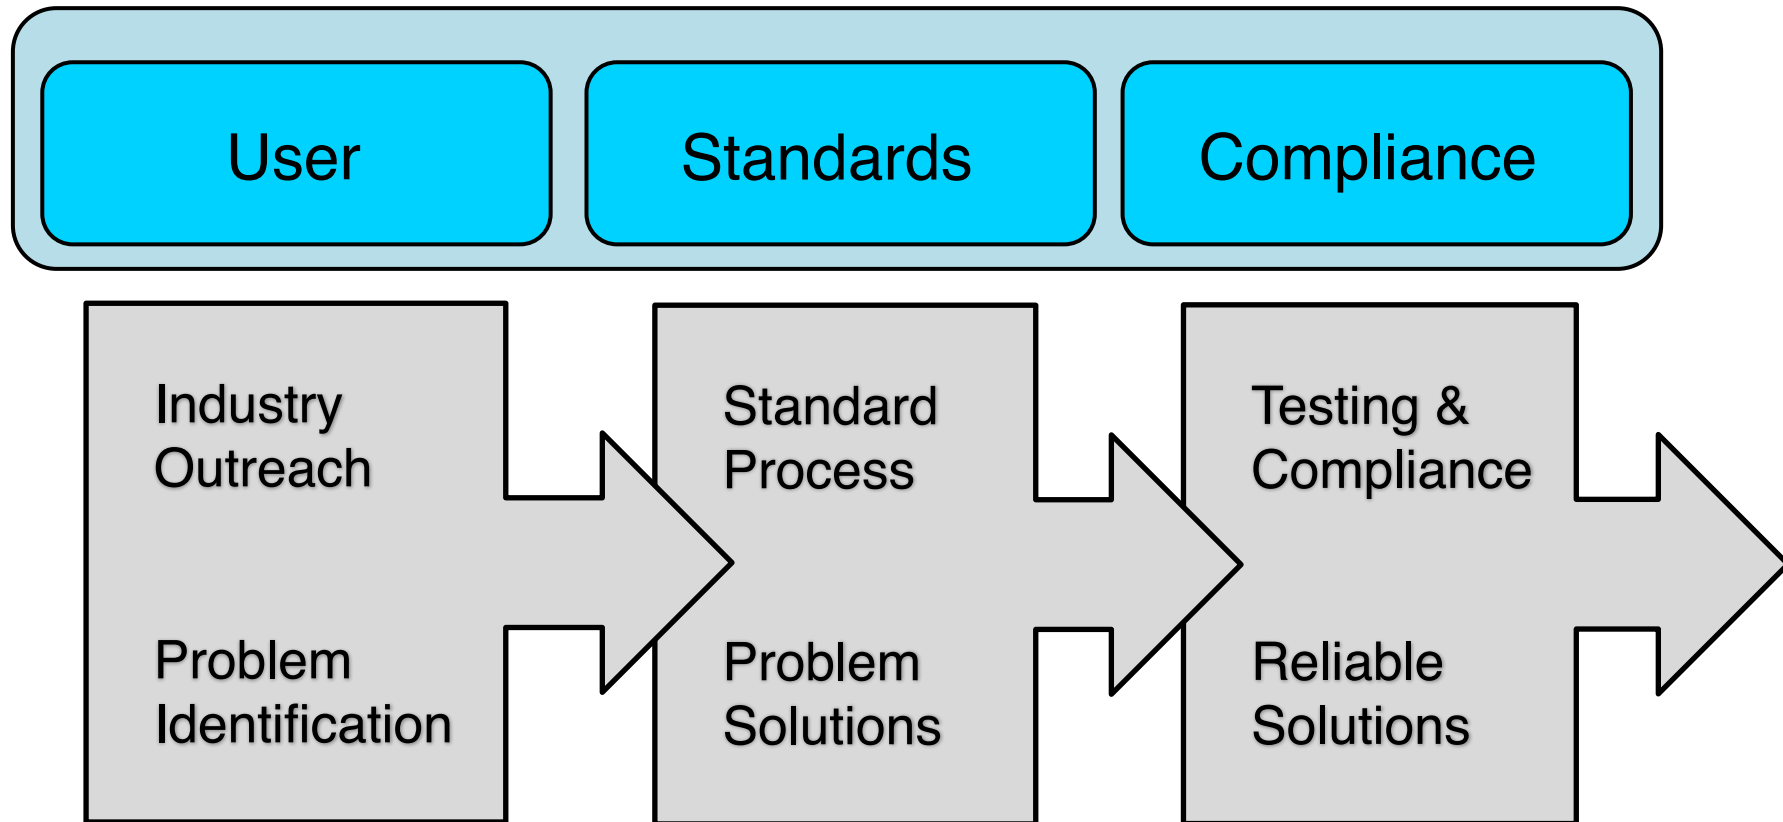 User
Standards
Compliance
Industry
Outreach
Problem
Identification
Standard
Process
Problem
Solutions
Testing &
Compliance
Reliable
Solutions